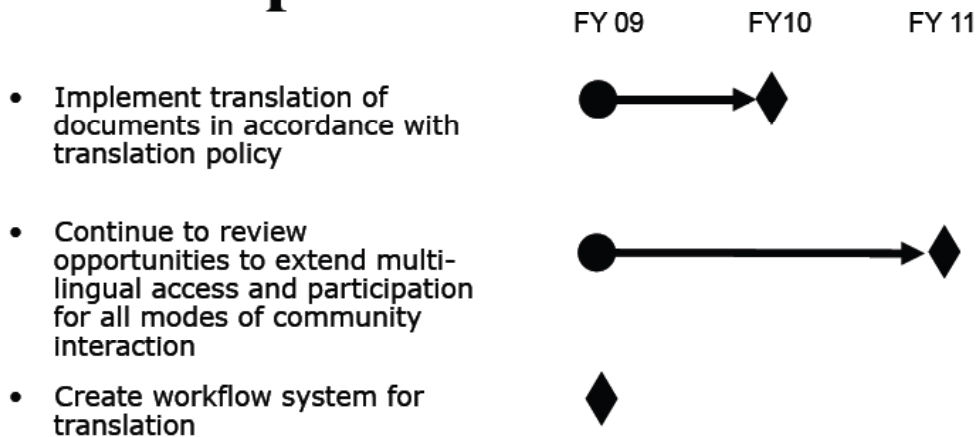 FY 09 FY10 FY 11
• Implement translation of
documents in accordance with
translation policy
• Continue to review
opportunities to extend multi-
lingual access and participation
for all modes of community
interaction
• Create workflow system for
translation